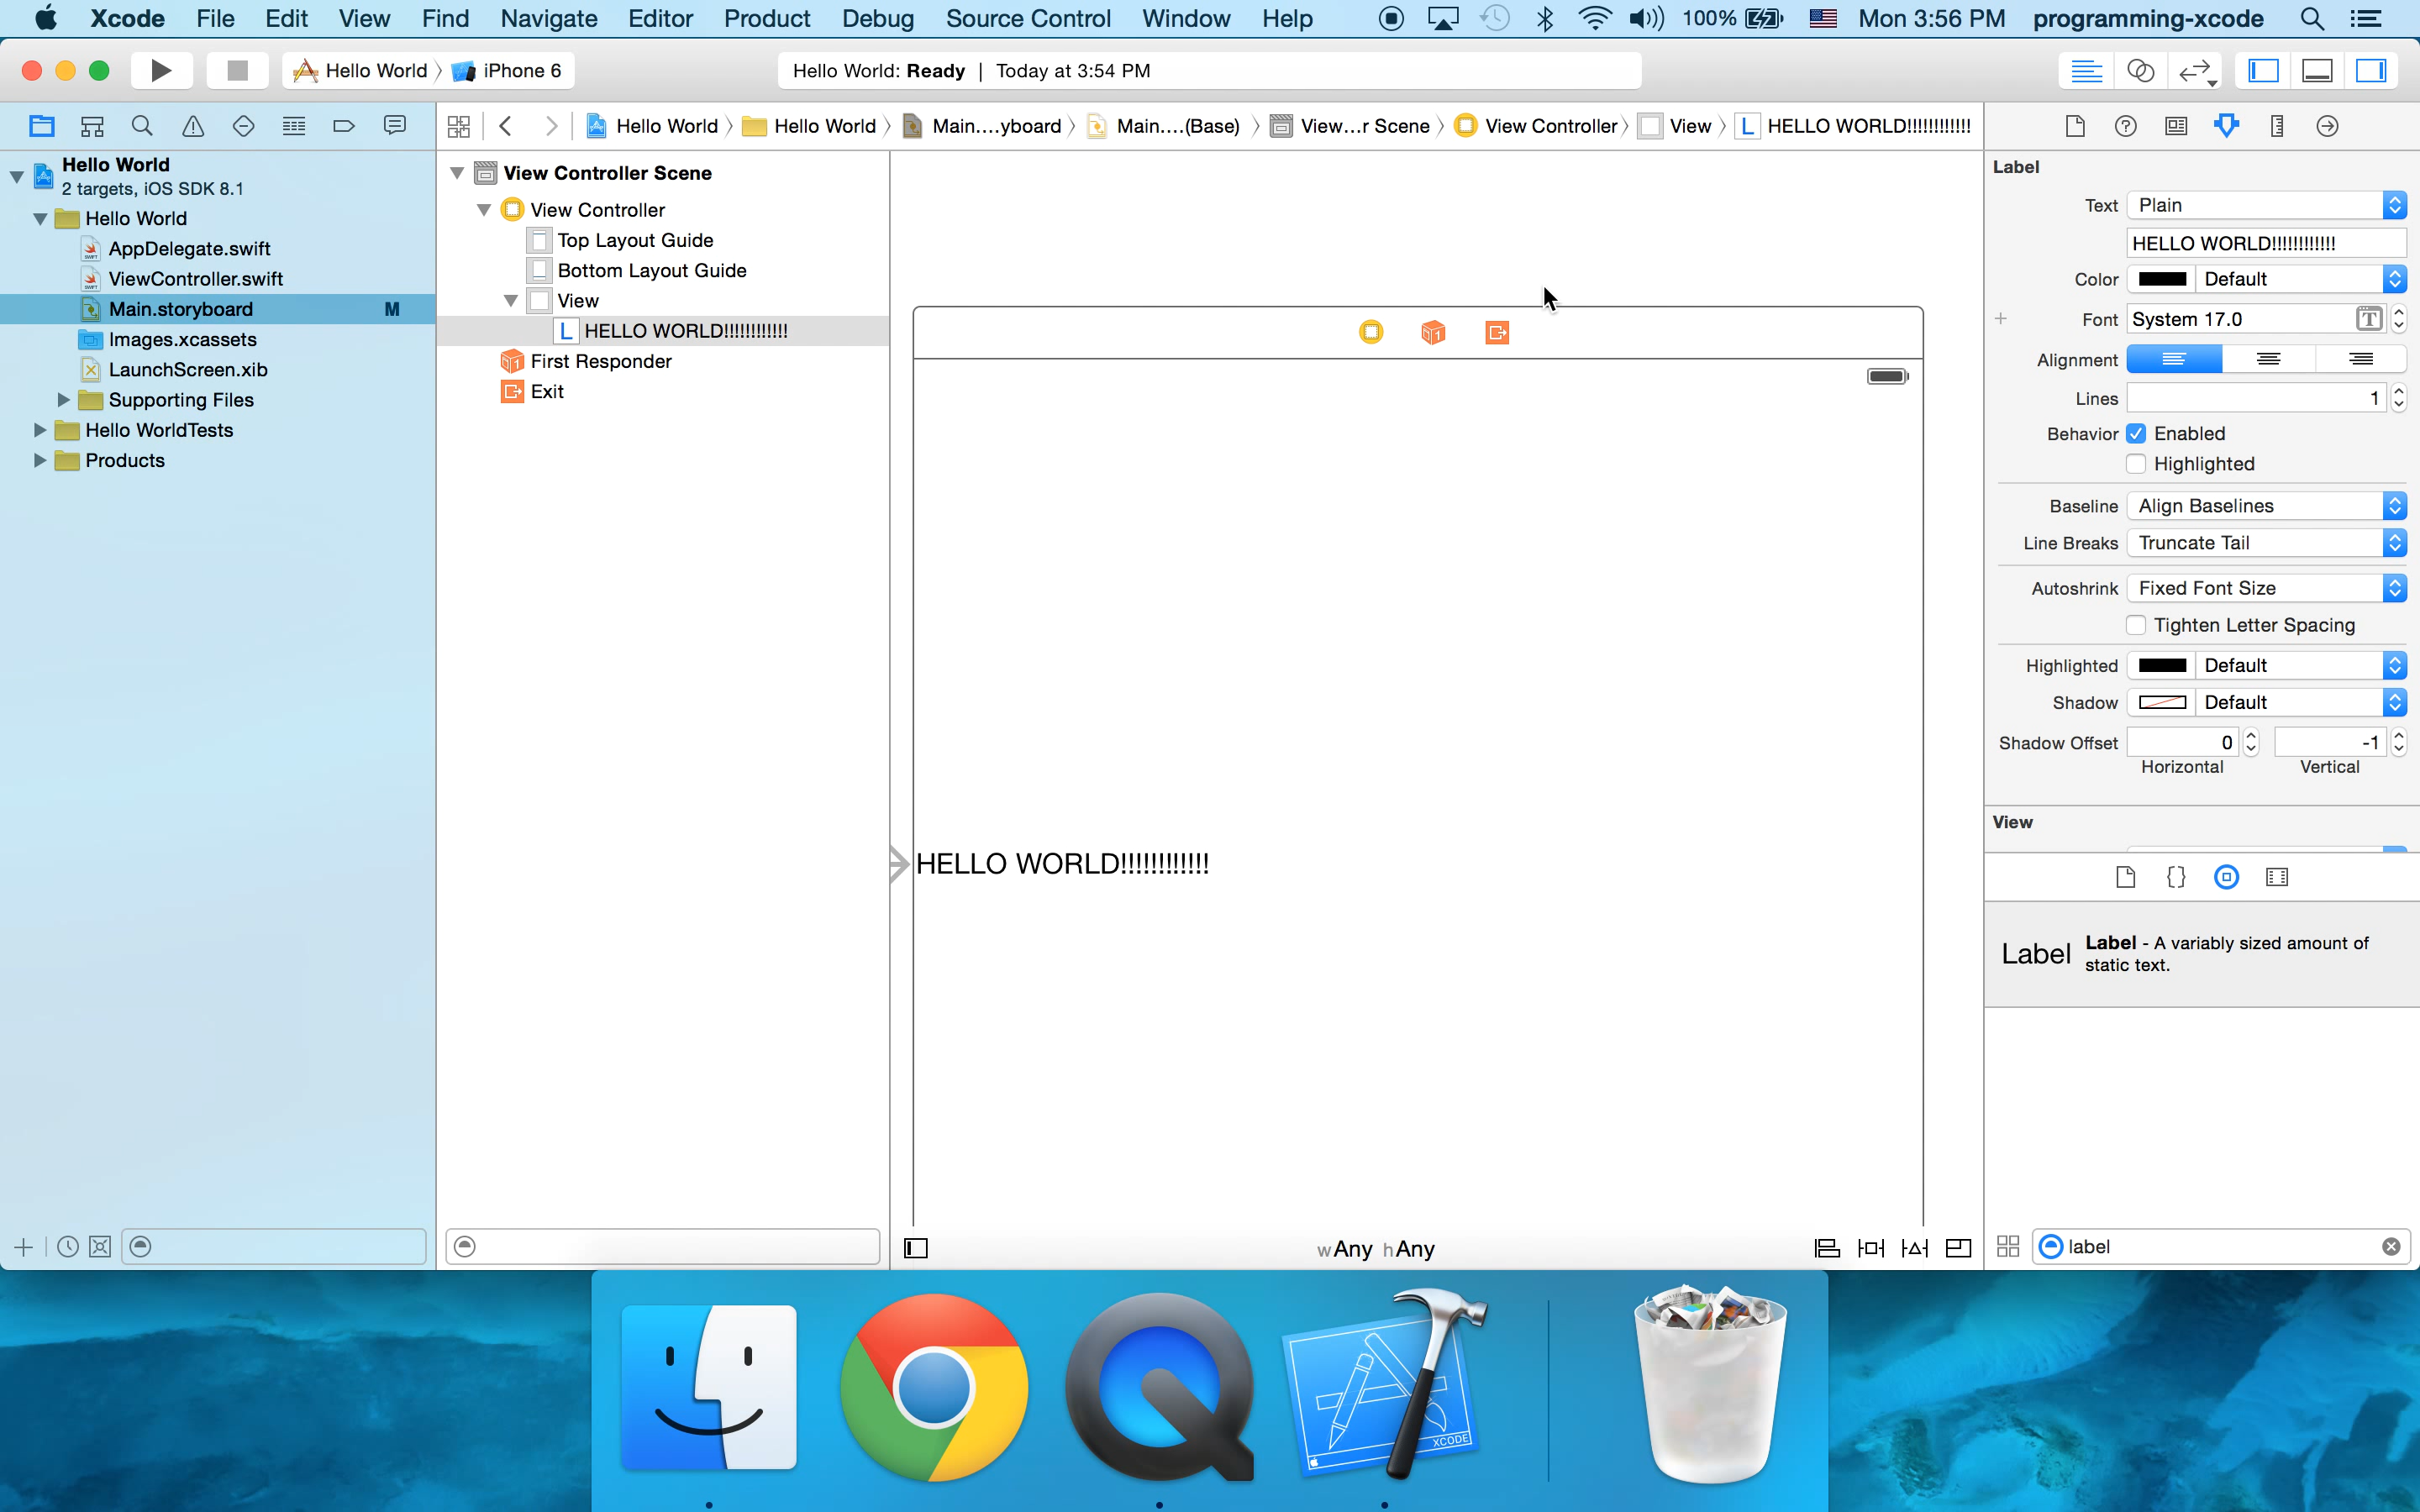 Xcode File Edit View Find Navigate Editor Product Debug Source Control Window Help 100% Mon 3:56 PM programming-xcode
Hello World iPhone 6 Hello World: Ready | Today at 3:54 PM
Hello World Hello World Main....yboard Main....(Base) View...r Scene View Controller View L HELLO WORLD!!!!!!!!!!!!
Hello World
2 targets, iOS SDK 8.1
Hello World
AppDelegate.swift
ViewController.swift
Main.storyboard M
Images.xcassets
LaunchScreen.xib
Supporting Files
Hello WorldTests
Products
View Controller Scene
View Controller
Top Layout Guide
Bottom Layout Guide
View
L HELLO WORLD!!!!!!!!!!!!
First Responder
Exit
HELLO WORLD!!!!!!!!!!!!
wAny hAny
Label
Text Plain
HELLO WORLD!!!!!!!!!!!!
Color Default
Font System 17.0 T
Alignment
Lines 1
Behavior Enabled
Highlighted
Baseline Align Baselines
Line Breaks Truncate Tail
Autoshrink Fixed Font Size
Tighten Letter Spacing
Highlighted Default
Shadow Default
Shadow Offset 0 -1
Horizontal Vertical
View
{}
Label Label - A variably sized amount of
static text.
label
XCODE